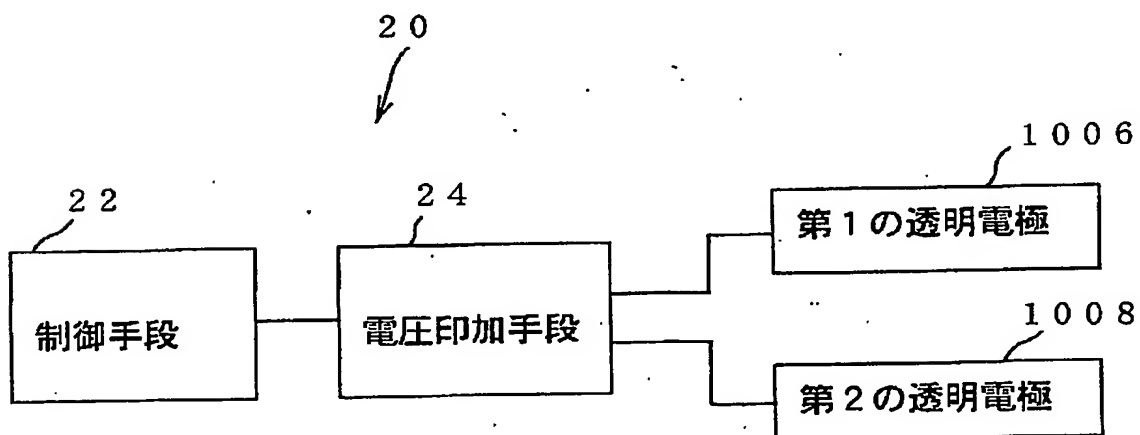 ２０
１００６
２２
２４
第１の透明電極
制御手段
電圧印加手段
１００８
第２の透明電極